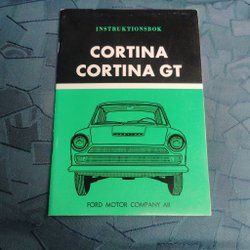 INSTRUKTIONSBOK
CORTINA
CORTINA GT
FORD MOTOR COMPANY AB